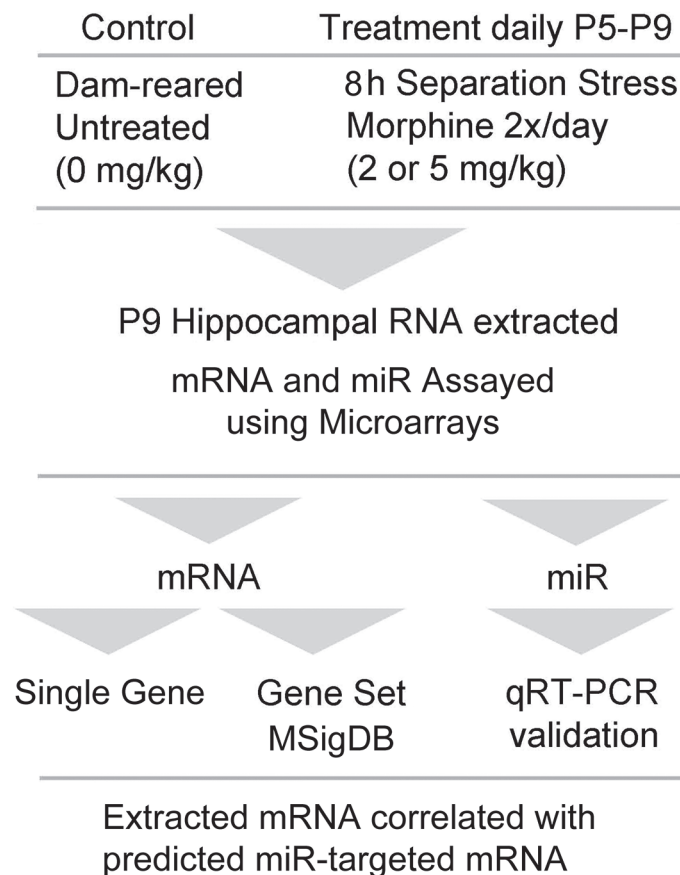 Control
Treatment daily P5-P9
Dam-reared
Untreated
(0 mg/kg)
8h Separation Stress
Morphine 2x/day
(2 or 5 mg/kg)
P9 Hippocampal RNA extracted
mRNA and miR Assayed
using Microarrays
mRNA
miR
Single Gene
Gene Set
MSigDB
qRT-PCR
validation
Extracted mRNA correlated with
predicted miR-targeted mRNA